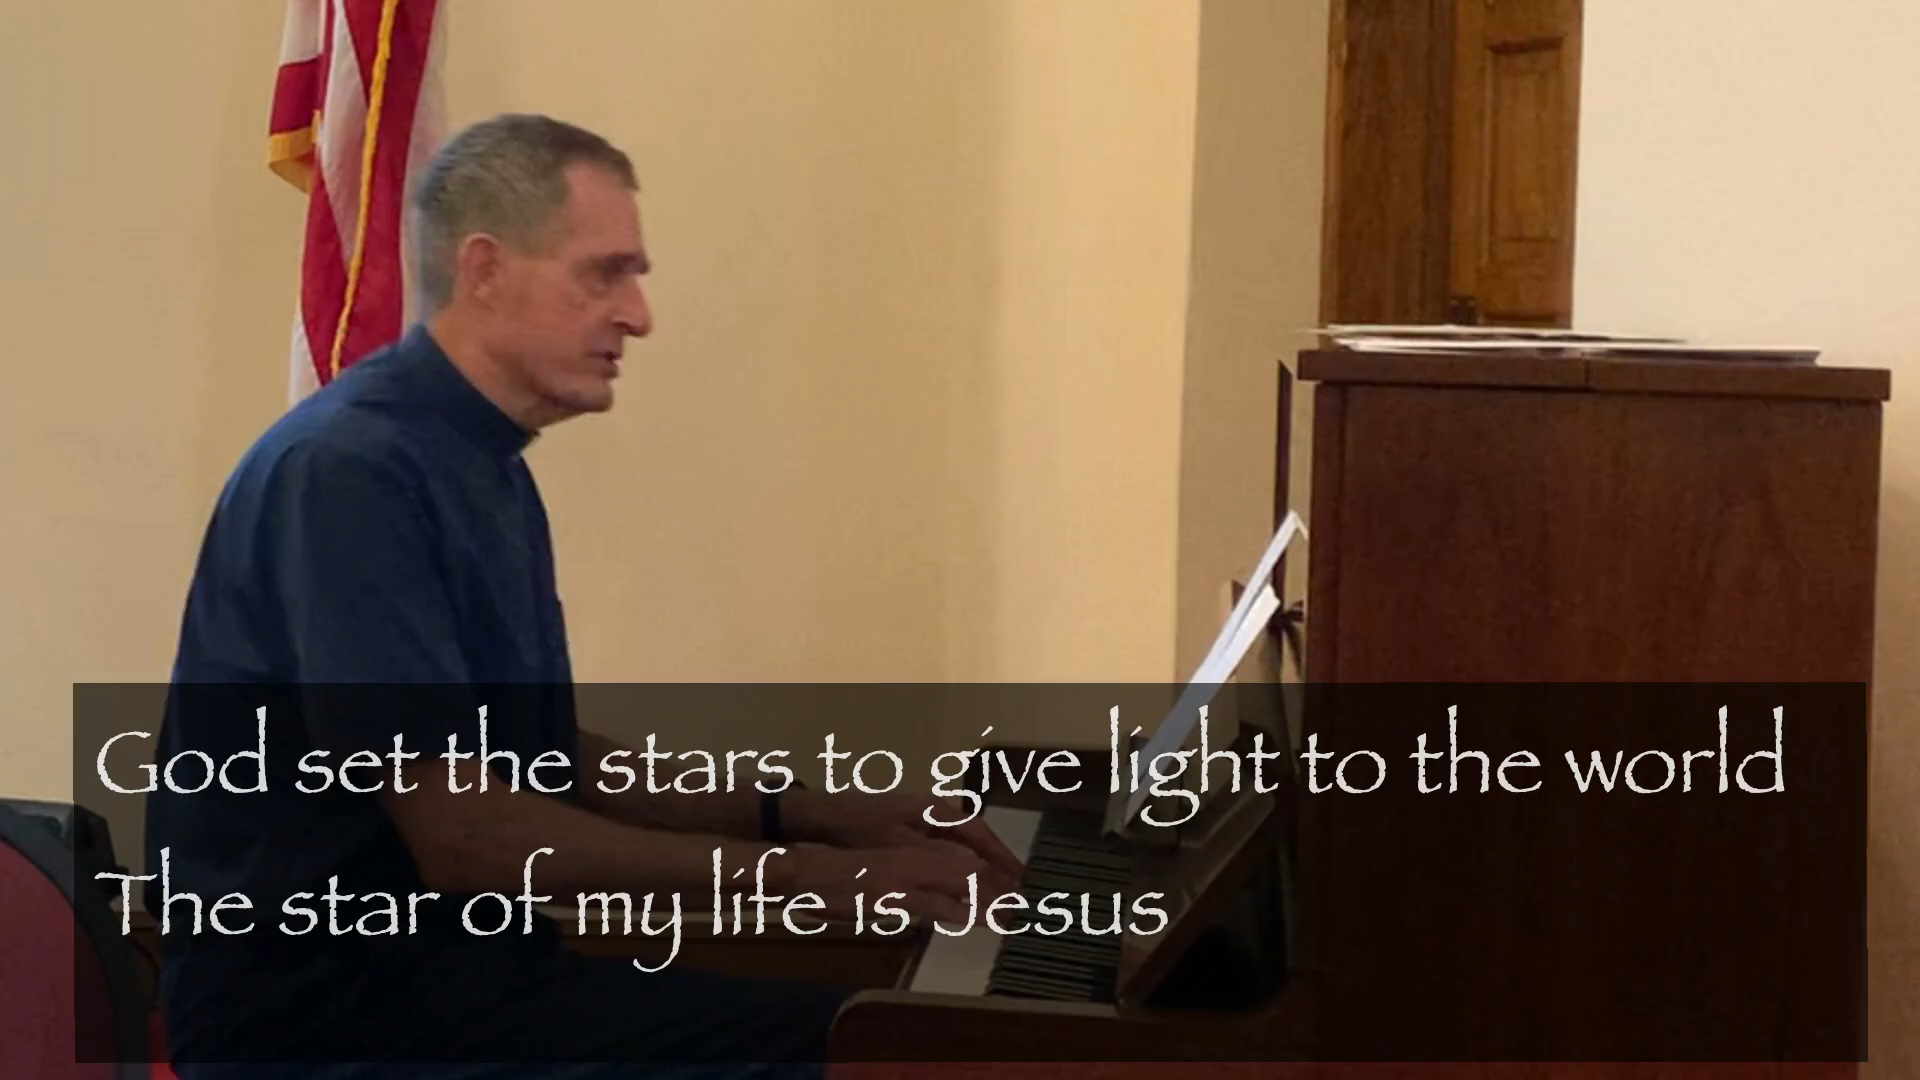 God set the stars to give light to the world
The star of my life is Jesus